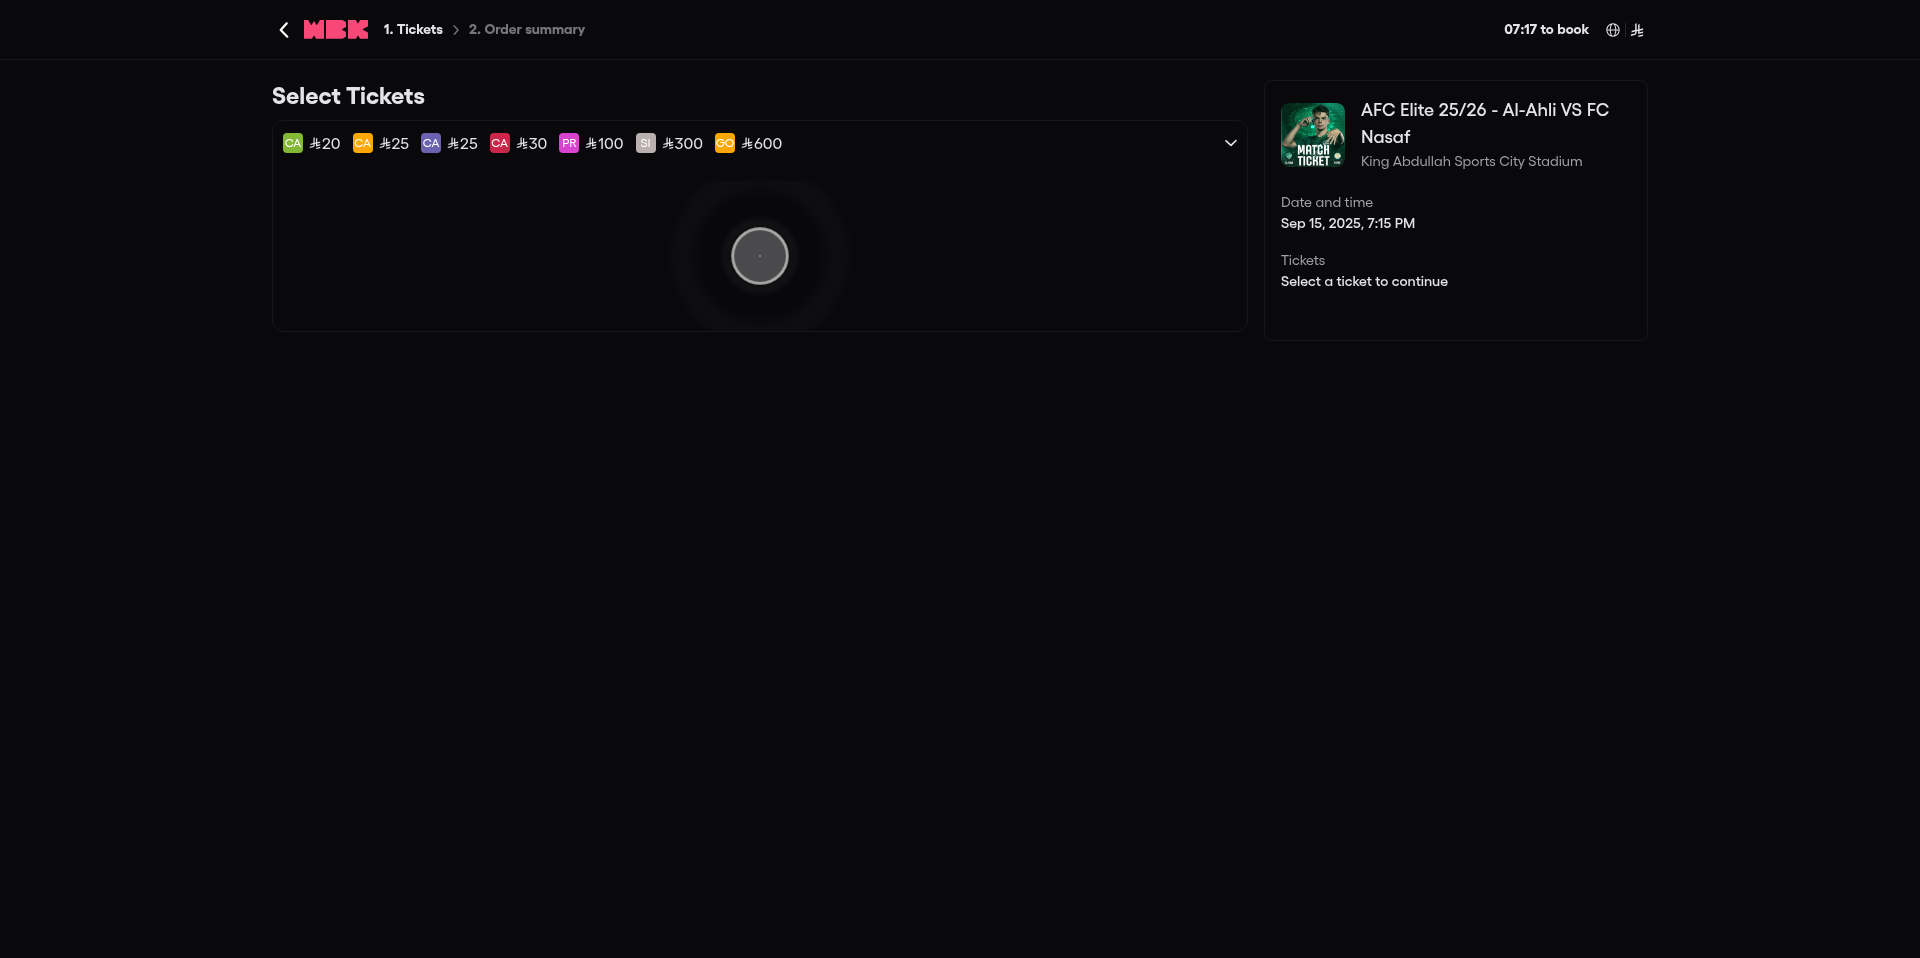 WBK
1. Tickets
2. Order summary
07:17 to book
Select Tickets
CA ⃁20 CA ⃁25 CA ⃁25 CA ⃁30 PR ⃁100 SI ⃁300 GO ⃁600
MATCH
TICKET
AFC Elite 25/26 - Al-Ahli VS FC
Nasaf
King Abdullah Sports City Stadium
Date and time
Sep 15, 2025, 7:15 PM
Tickets
Select a ticket to continue